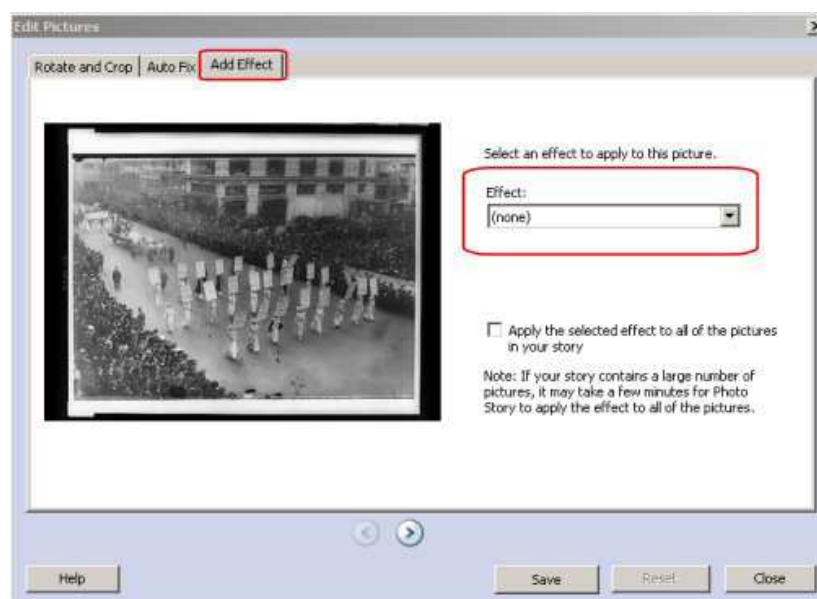 Edit Pictures
Rotate and Crop
Auto Fix
Add Effect
Select an effect to apply to this picture.
Effect:
(none)
Apply the selected effect to all of the pictures
in your story
Note: If your story contains a large number of
pictures, it may take a few minutes for Photo
Story to apply the effect to all of the pictures.
Help
Save
Reset
Close